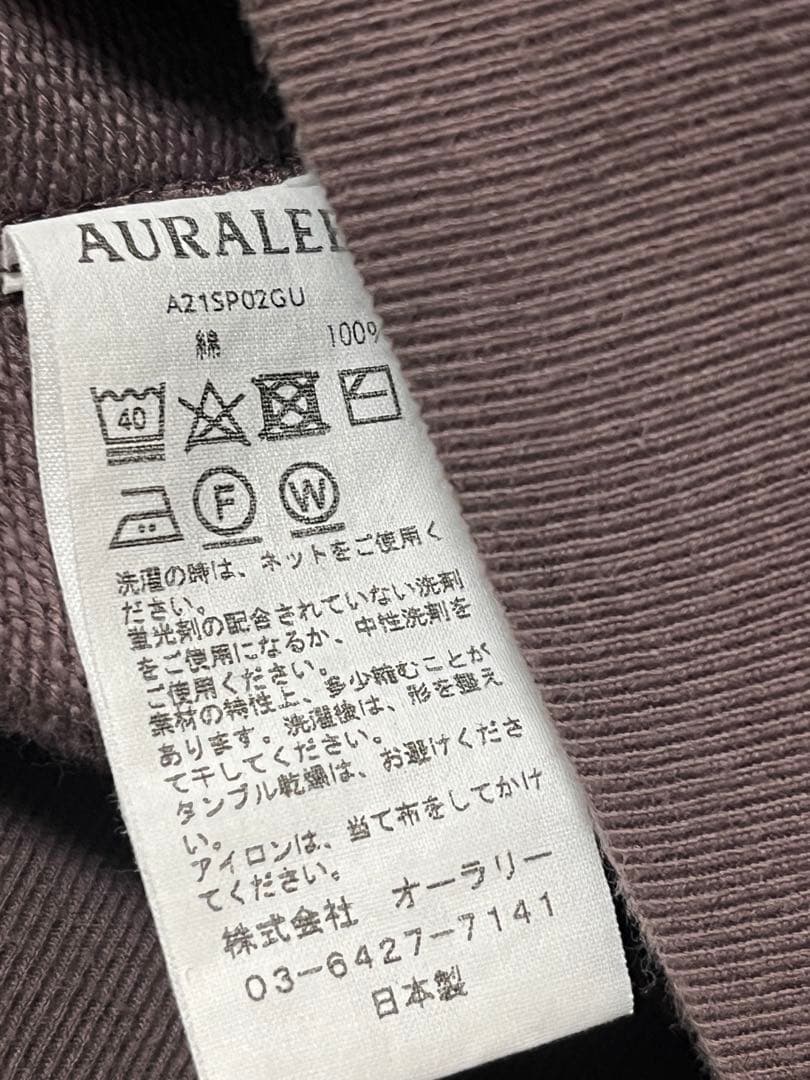 AURALEE
A21SP02GU
綿 100%
40
F W
洗濯の時は、ネットをご使用く
ださい。
蛍光剤の配合されていない洗剤
をご使用になるか、中性洗剤を
ご使用ください。
素材の特性上、多少縮むことが
あります。洗濯後は、形を整え
て干してください。
タンブル乾燥は、お避けくださ
い。
アイロンは、当て布をしてかけ
てください。
株式会社 オーラリー
03-6427-7141
日本製